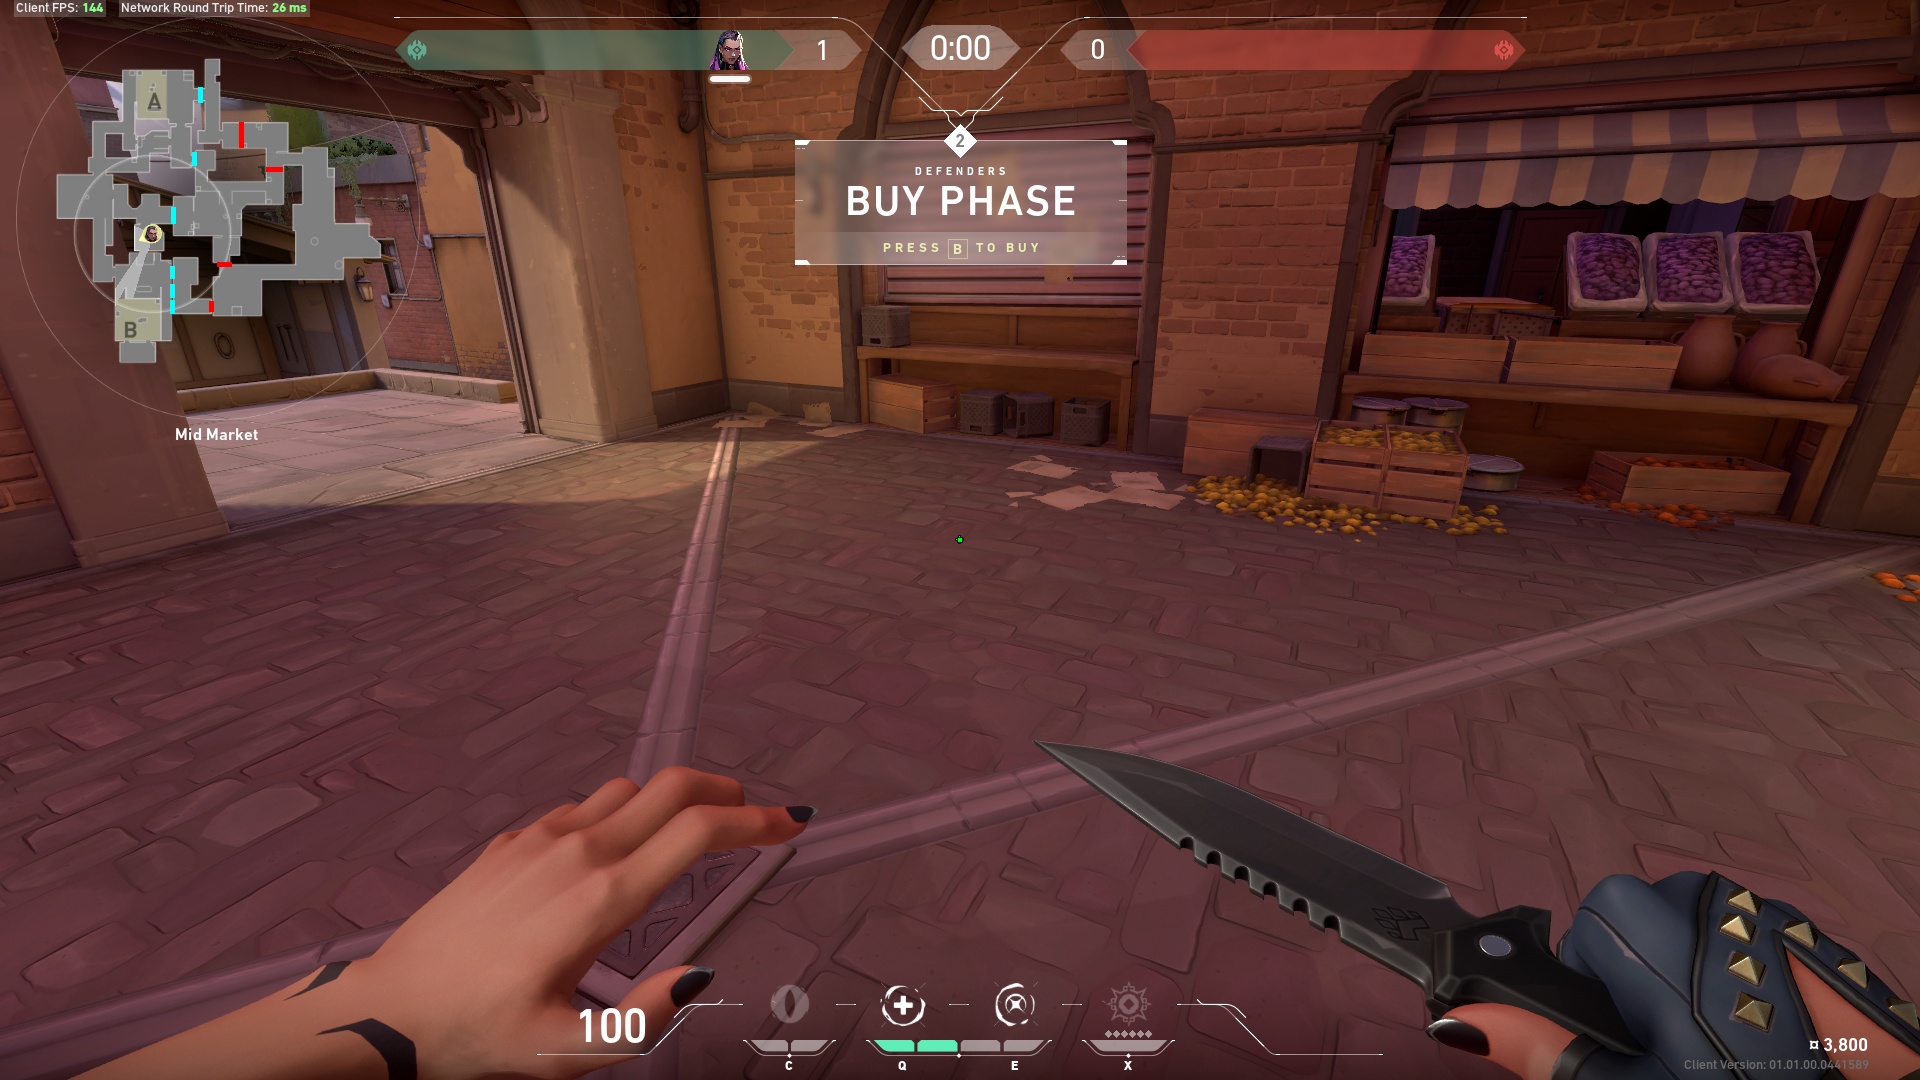 Client FPS: 144 Network Round Trip Time: 26 ms
1 0:00 0
2
DEFENDERS
BUY PHASE
PRESS B TO BUY
A
B
Mid Market
100
C Q E X
¤ 3,800
Client Version: 01.01.00.0441589